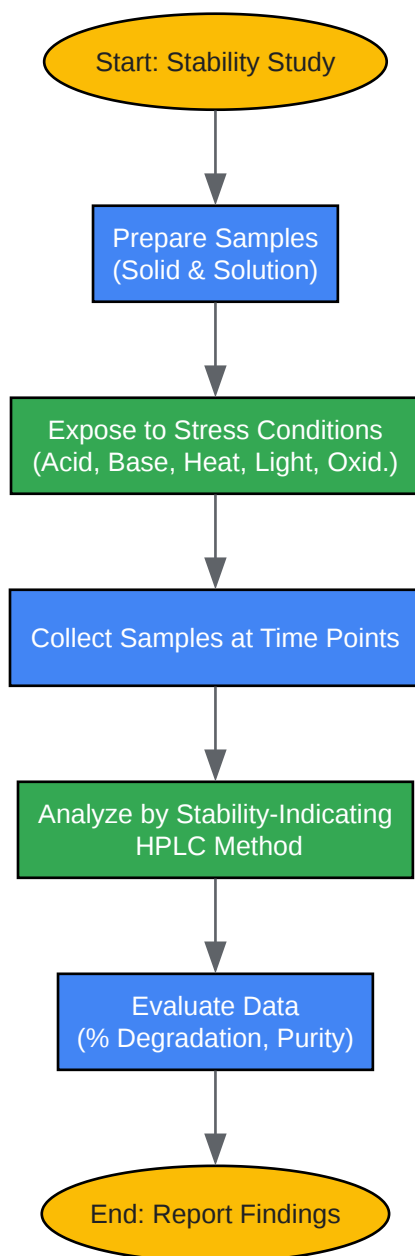 Start: Stability Study
Prepare Samples
(Solid & Solution)
Expose to Stress Conditions
(Acid, Base, Heat, Light, Oxid.)
Collect Samples at Time Points
Analyze by Stability-Indicating
HPLC Method
Evaluate Data
(% Degradation, Purity)
End: Report Findings